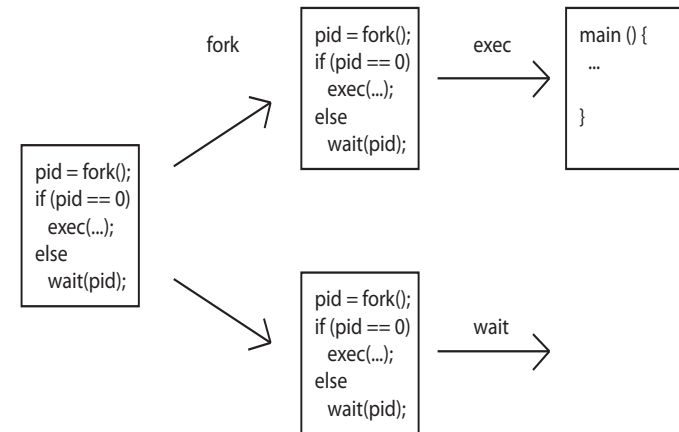 fork
pid = fork();
if (pid == 0)
exec(...);
else
wait(pid);
exec
main () {
...
}
pid = fork();
if (pid == 0)
exec(...);
else
wait(pid);
pid = fork();
if (pid == 0)
exec(...);
else
wait(pid);
wait